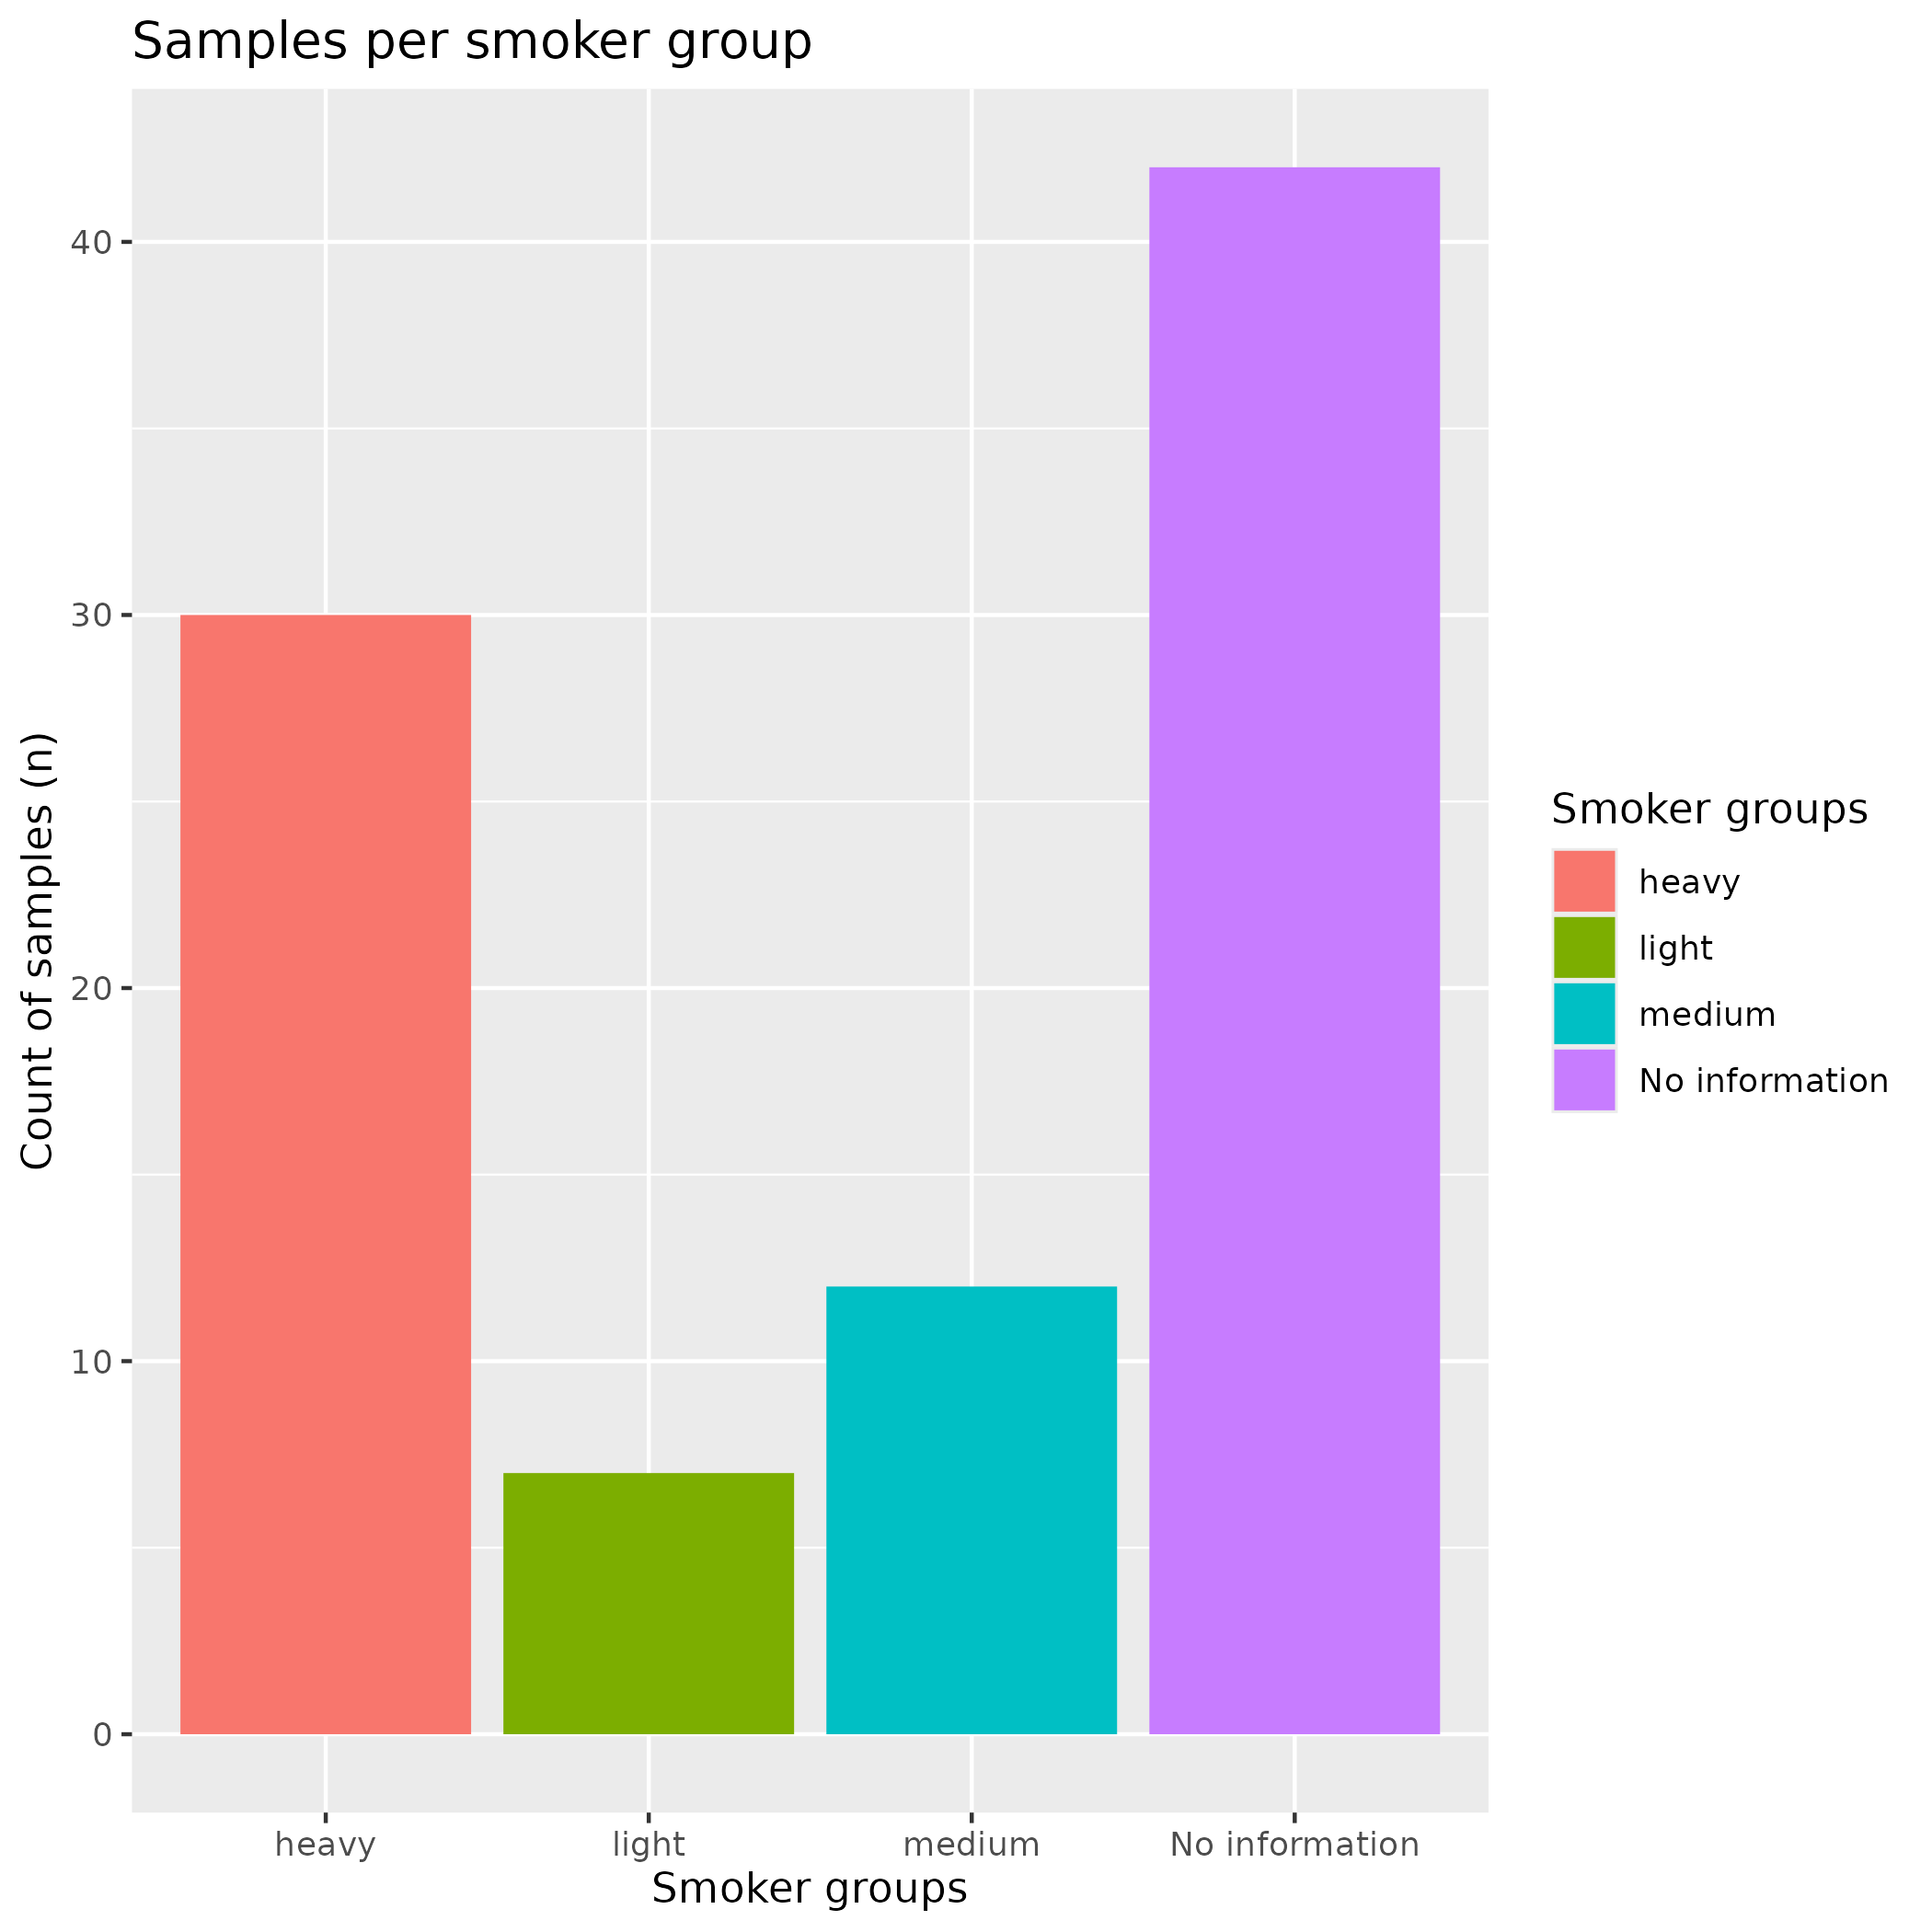 Samples per smoker group
Count of samples (n)
40
30
20
10
0
heavy
light
medium
No information
Smoker groups
Smoker groups
heavy
light
medium
No information